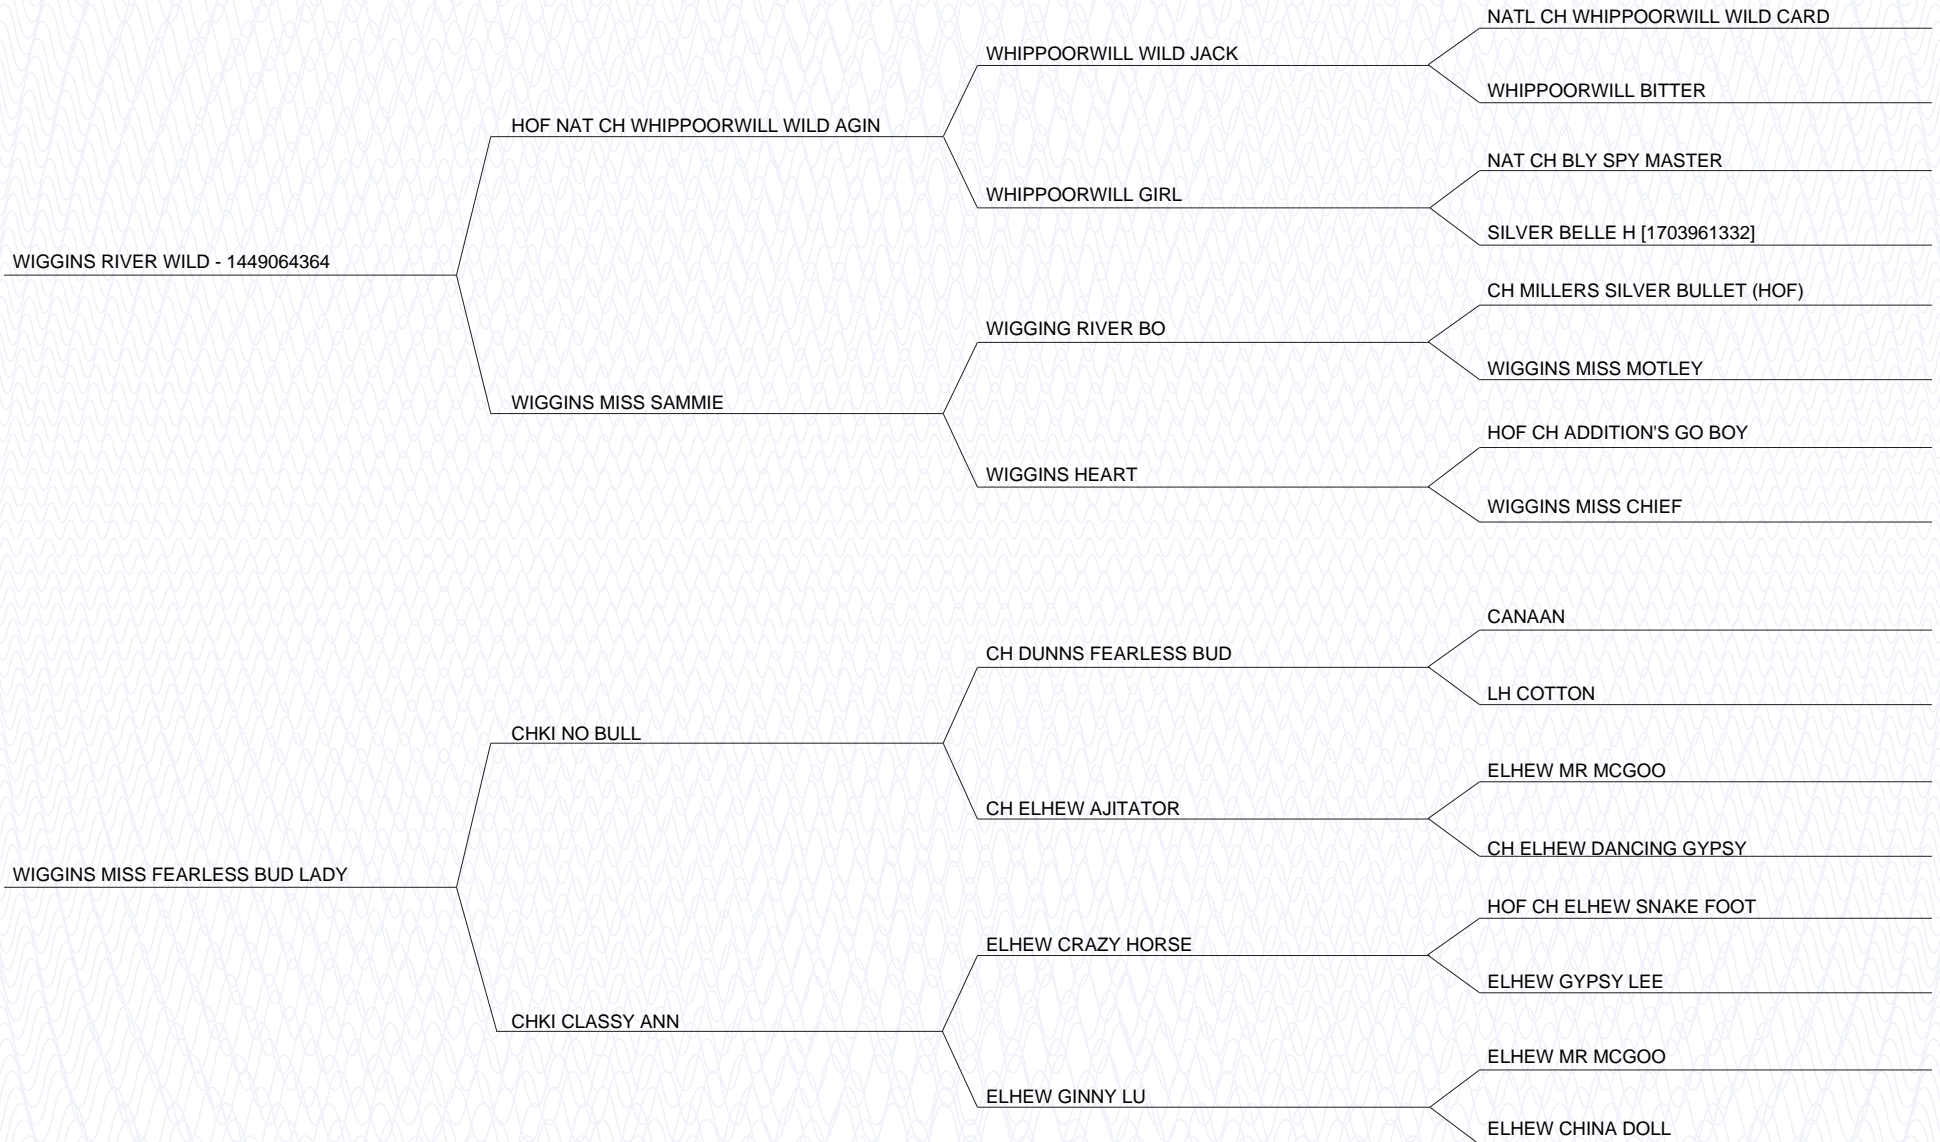 NATL CH WHIPPOORWILL WILD CARD
WHIPPOORWILL WILD JACK
WHIPPOORWILL BITTER
HOF NAT CH WHIPPOORWILL WILD AGIN
NAT CH BLY SPY MASTER
WHIPPOORWILL GIRL
SILVER BELLE H [1703961332]
WIGGINS RIVER WILD - 1449064364
CH MILLERS SILVER BULLET (HOF)
WIGGING RIVER BO
WIGGINS MISS MOTLEY
WIGGINS MISS SAMMIE
HOF CH ADDITION'S GO BOY
WIGGINS HEART
WIGGINS MISS CHIEF
CANAAN
CH DUNNS FEARLESS BUD
LH COTTON
CHKI NO BULL
ELHEW MR MCGOO
CH ELHEW AJITATOR
CH ELHEW DANCING GYPSY
WIGGINS MISS FEARLESS BUD LADY
HOF CH ELHEW SNAKE FOOT
ELHEW CRAZY HORSE
ELHEW GYPSY LEE
CHKI CLASSY ANN
ELHEW MR MCGOO
ELHEW GINNY LU
ELHEW CHINA DOLL